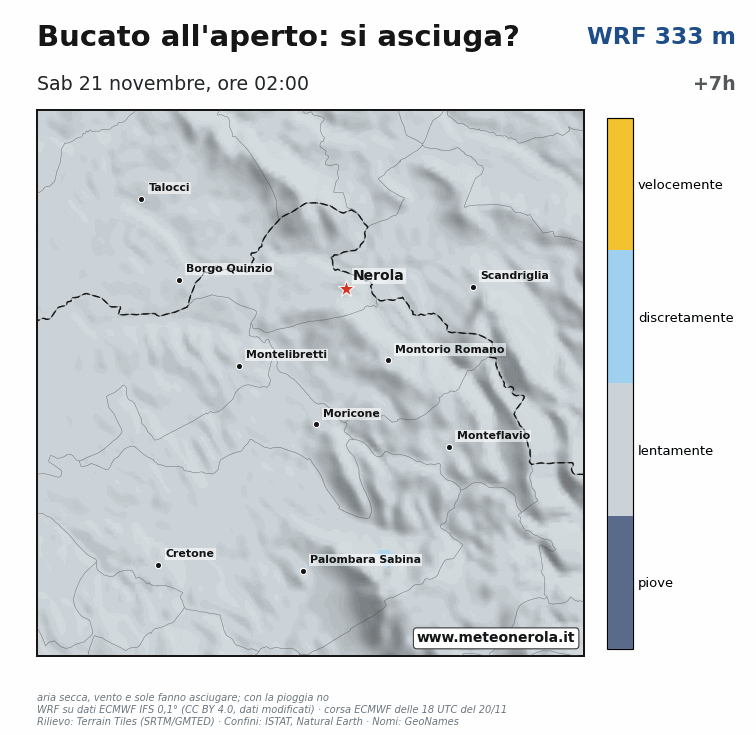 Bucato all'aperto: si asciuga?
WRF 333 m
Sab 21 novembre, ore 02:00
+7h
Talocci
Borgo Quinzio
Nerola
Scandriglia
Montelibretti
Montorio Romano
Moricone
Monteflavio
Cretone
Palombara Sabina
www.meteonerola.it
velocemente
discretamente
lentamente
piove
aria secca, vento e sole fanno asciugare; con la pioggia no
WRF su dati ECMWF IFS 0,1° (CC BY 4.0, dati modificati) · corsa ECMWF delle 18 UTC del 20/11
Rilievo: Terrain Tiles (SRTM/GMTED) · Confini: ISTAT, Natural Earth · Nomi: GeoNames